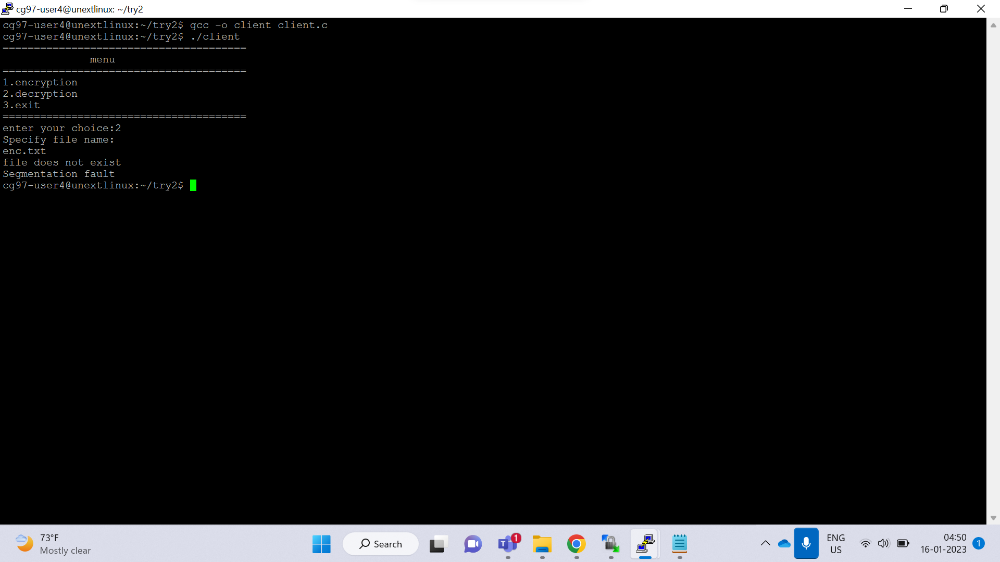 cg97-user4@unextlinux: ~/try2
cg97-user4@unextlinux:~/try2$ gcc -o client client.c
cg97-user4@unextlinux:~/try2$ ./client
=======================================
menu
=======================================
1.encryption
2.decryption
3.exit
=======================================
enter your choice:2
Specify file name:
enc.txt
file does not exist
Segmentation fault
cg97-user4@unextlinux:~/try2$
73°F
Mostly clear
Search
T
1
ENG
US
04:50
16-01-2023
1